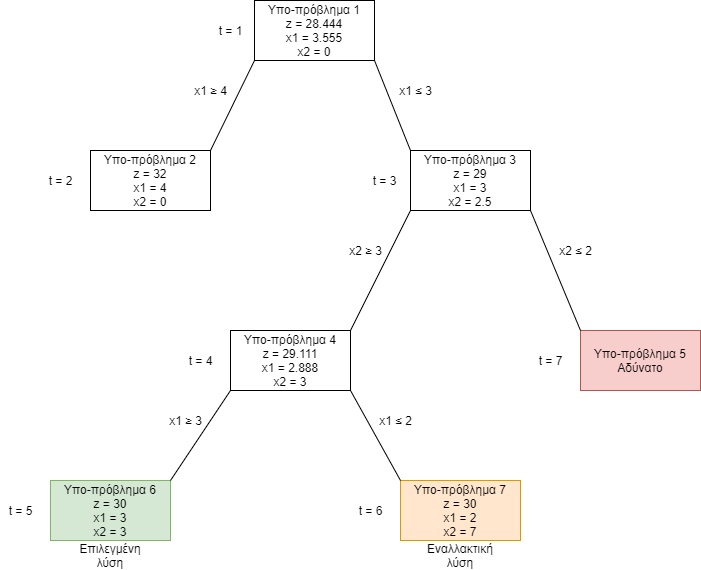 Υπο-πρόβλημα 1
z = 28.444
x1 = 3.555
x2 = 0
t = 1
x1 ≥ 4
x1 ≤ 3
Υπο-πρόβλημα 2
z = 32
x1 = 4
x2 = 0
t = 2
Υπο-πρόβλημα 3
z = 29
x1 = 3
x2 = 2.5
t = 3
x2 ≥ 3
x2 ≤ 2
Υπο-πρόβλημα 4
z = 29.111
x1 = 2.888
x2 = 3
t = 4
Υπο-πρόβλημα 5
Αδύνατο
t = 7
x1 ≥ 3
x1 ≤ 2
Υπο-πρόβλημα 6
z = 30
x1 = 3
x2 = 3
t = 5
Επιλεγμένη
λύση
Υπο-πρόβλημα 7
z = 30
x1 = 2
x2 = 7
t = 6
Εναλλακτική
λύση